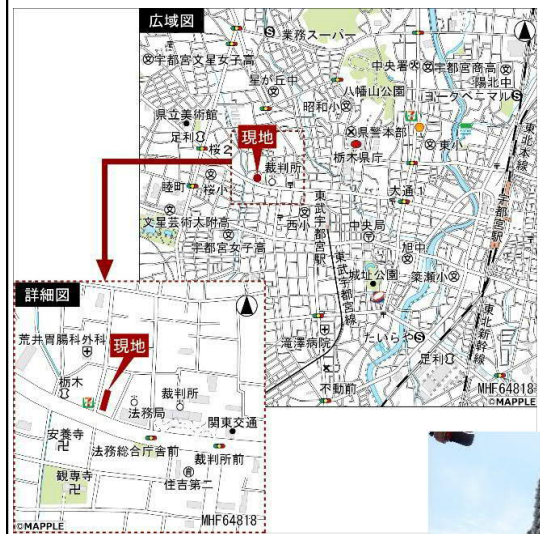 広域図
業務スーパー
宇都宮文星女子高
中央署
宇都宮商高
陽北中
星が丘中
八幡山公園
ヨークベニマル
昭和小
県立美術館
県警本部
足利
桜2
現地
東小
栃木県庁
裁判所
東北本線
睦町
桜小
大通1
宇都宮駅
文星芸術大附高
西小
東武宇都宮駅
中央局
宇都宮女子高
旭中
城址公園
簗瀬小
東武宇都宮線
東北新幹線
滝澤病院
たいらや
足利
不動前
MHF64818
©MAPPLE
詳細図
荒井胃腸科外科
現地
栃木
裁判所
法務局
関東交通
安養寺
法務総合庁舎前
裁判所前
観専寺
住吉第二
MHF64818
©MAPPLE